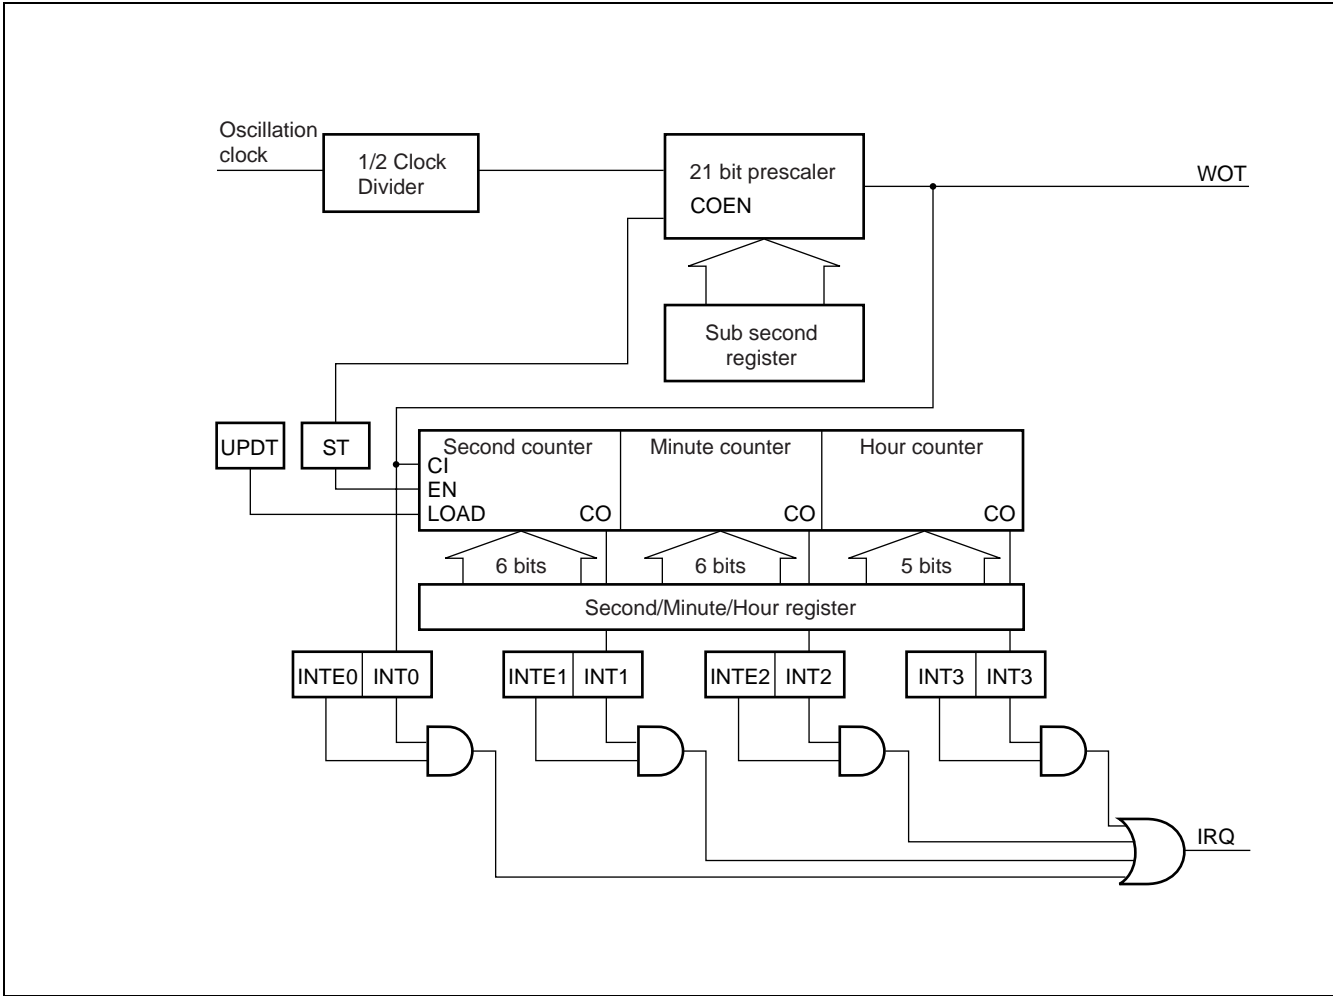 Oscillation
clock
1/2 Clock
Divider
21 bit prescaler
COEN
WOT
Sub second
register
UPDT
ST
Second counter
Minute counter
Hour counter
CI
EN
LOAD
CO
CO
CO
6 bits
6 bits
5 bits
Second/Minute/Hour register
INTE0
INT0
INTE1
INT1
INTE2
INT2
INT3
INT3
IRQ